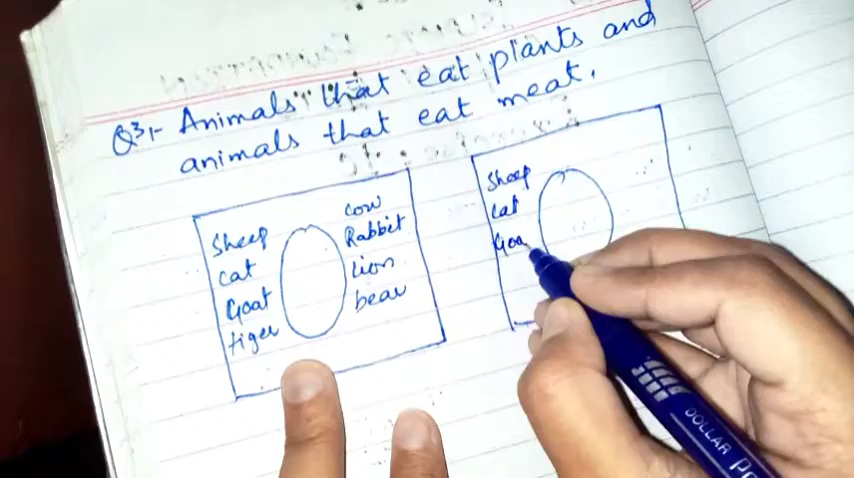 Q3:- Animals that eat plants and
animals that eat meat.
Sheep
cat
Goat
tiger
cow
Rabbit
lion
bear
Sheep
cat
Goa
DOLLAR